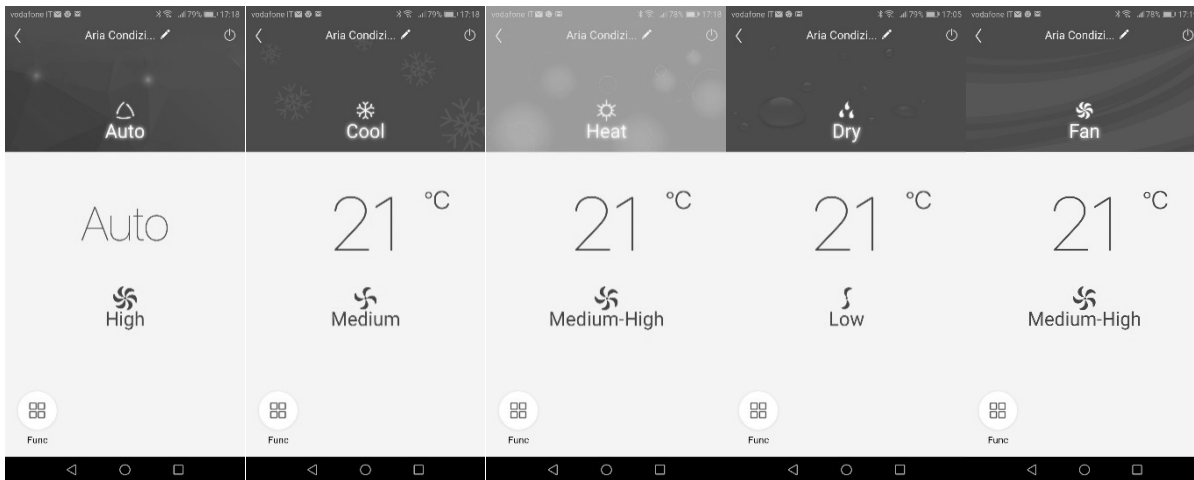 vodafone IT 79% 17:18
Aria Condizi...
Auto
Auto
High
Func
vodafone IT 79% 17:18
Aria Condizi...
Cool
21 °C
Medium
Func
vodafone IT 78% 17:18
Aria Condizi...
Heat
21 °C
Medium-High
Func
vodafone IT 79% 17:05
Aria Condizi...
Dry
21 °C
Low
Func
vodafone IT 78%
Aria Condizi...
Fan
21 °C
Medium-High
Func